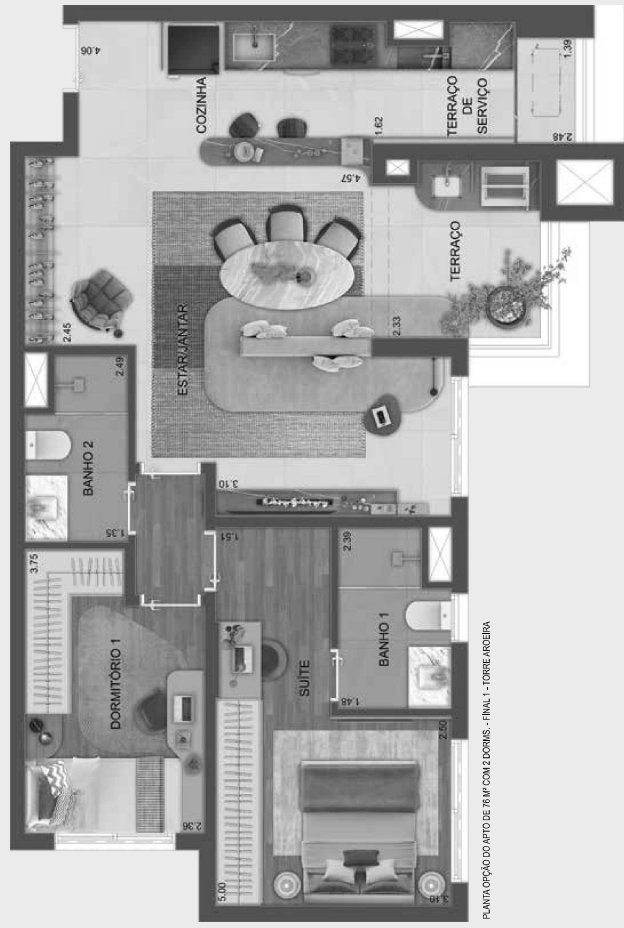 4.06
COZINHA
TERRAÇO
DE
SERVIÇO
1.39
2.48
1.62
4.57
TERRAÇO
2.33
ESTAR/JANTAR
2.45
2.49
BANHO 2
1.35
3.10
1.51
3.75
DORMITÓRIO 1
2.36
SUÍTE
5.00
2.39
BANHO 1
1.48
2.50
3.10
PLANTA OPÇÃO DO APTO DE 76 M² COM 2 DORMS. - FINAL 1 - TORRE AROEIRA